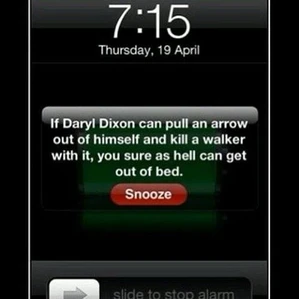 7:15
Thursday, 19 April
If Daryl Dixon can pull an arrow
out of himself and kill a walker
with it, you sure as hell can get
out of bed.
Snooze
slide to stop alarm